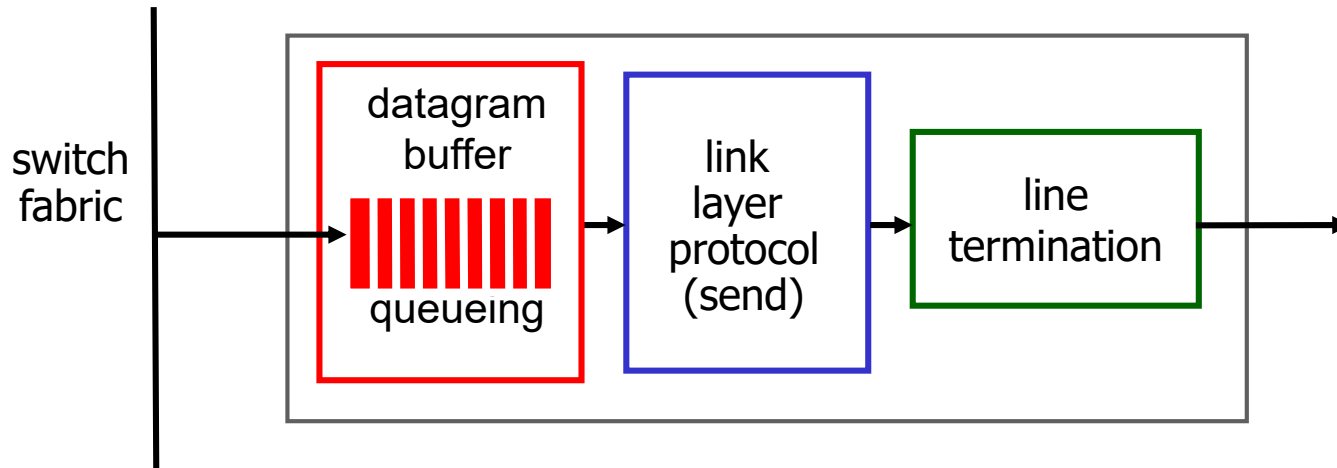 switch
fabric
datagram
buffer
queueing
link
layer
protocol
(send)
line
termination